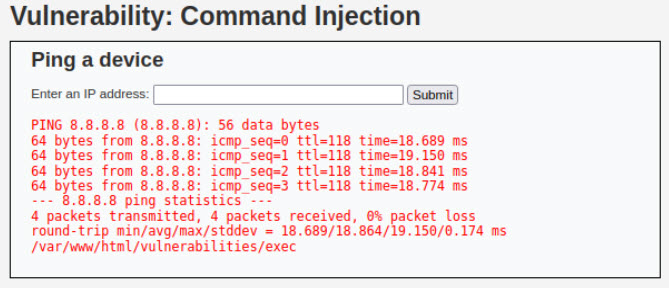 Vulnerability: Command Injection
Ping a device
Enter an IP address: Submit
PING 8.8.8.8 (8.8.8.8): 56 data bytes
64 bytes from 8.8.8.8: icmp_seq=0 ttl=118 time=18.689 ms
64 bytes from 8.8.8.8: icmp_seq=1 ttl=118 time=19.150 ms
64 bytes from 8.8.8.8: icmp_seq=2 ttl=118 time=18.841 ms
64 bytes from 8.8.8.8: icmp_seq=3 ttl=118 time=18.774 ms
--- 8.8.8.8 ping statistics ---
4 packets transmitted, 4 packets received, 0% packet loss
round-trip min/avg/max/stddev = 18.689/18.864/19.150/0.174 ms
/var/www/html/vulnerabilities/exec